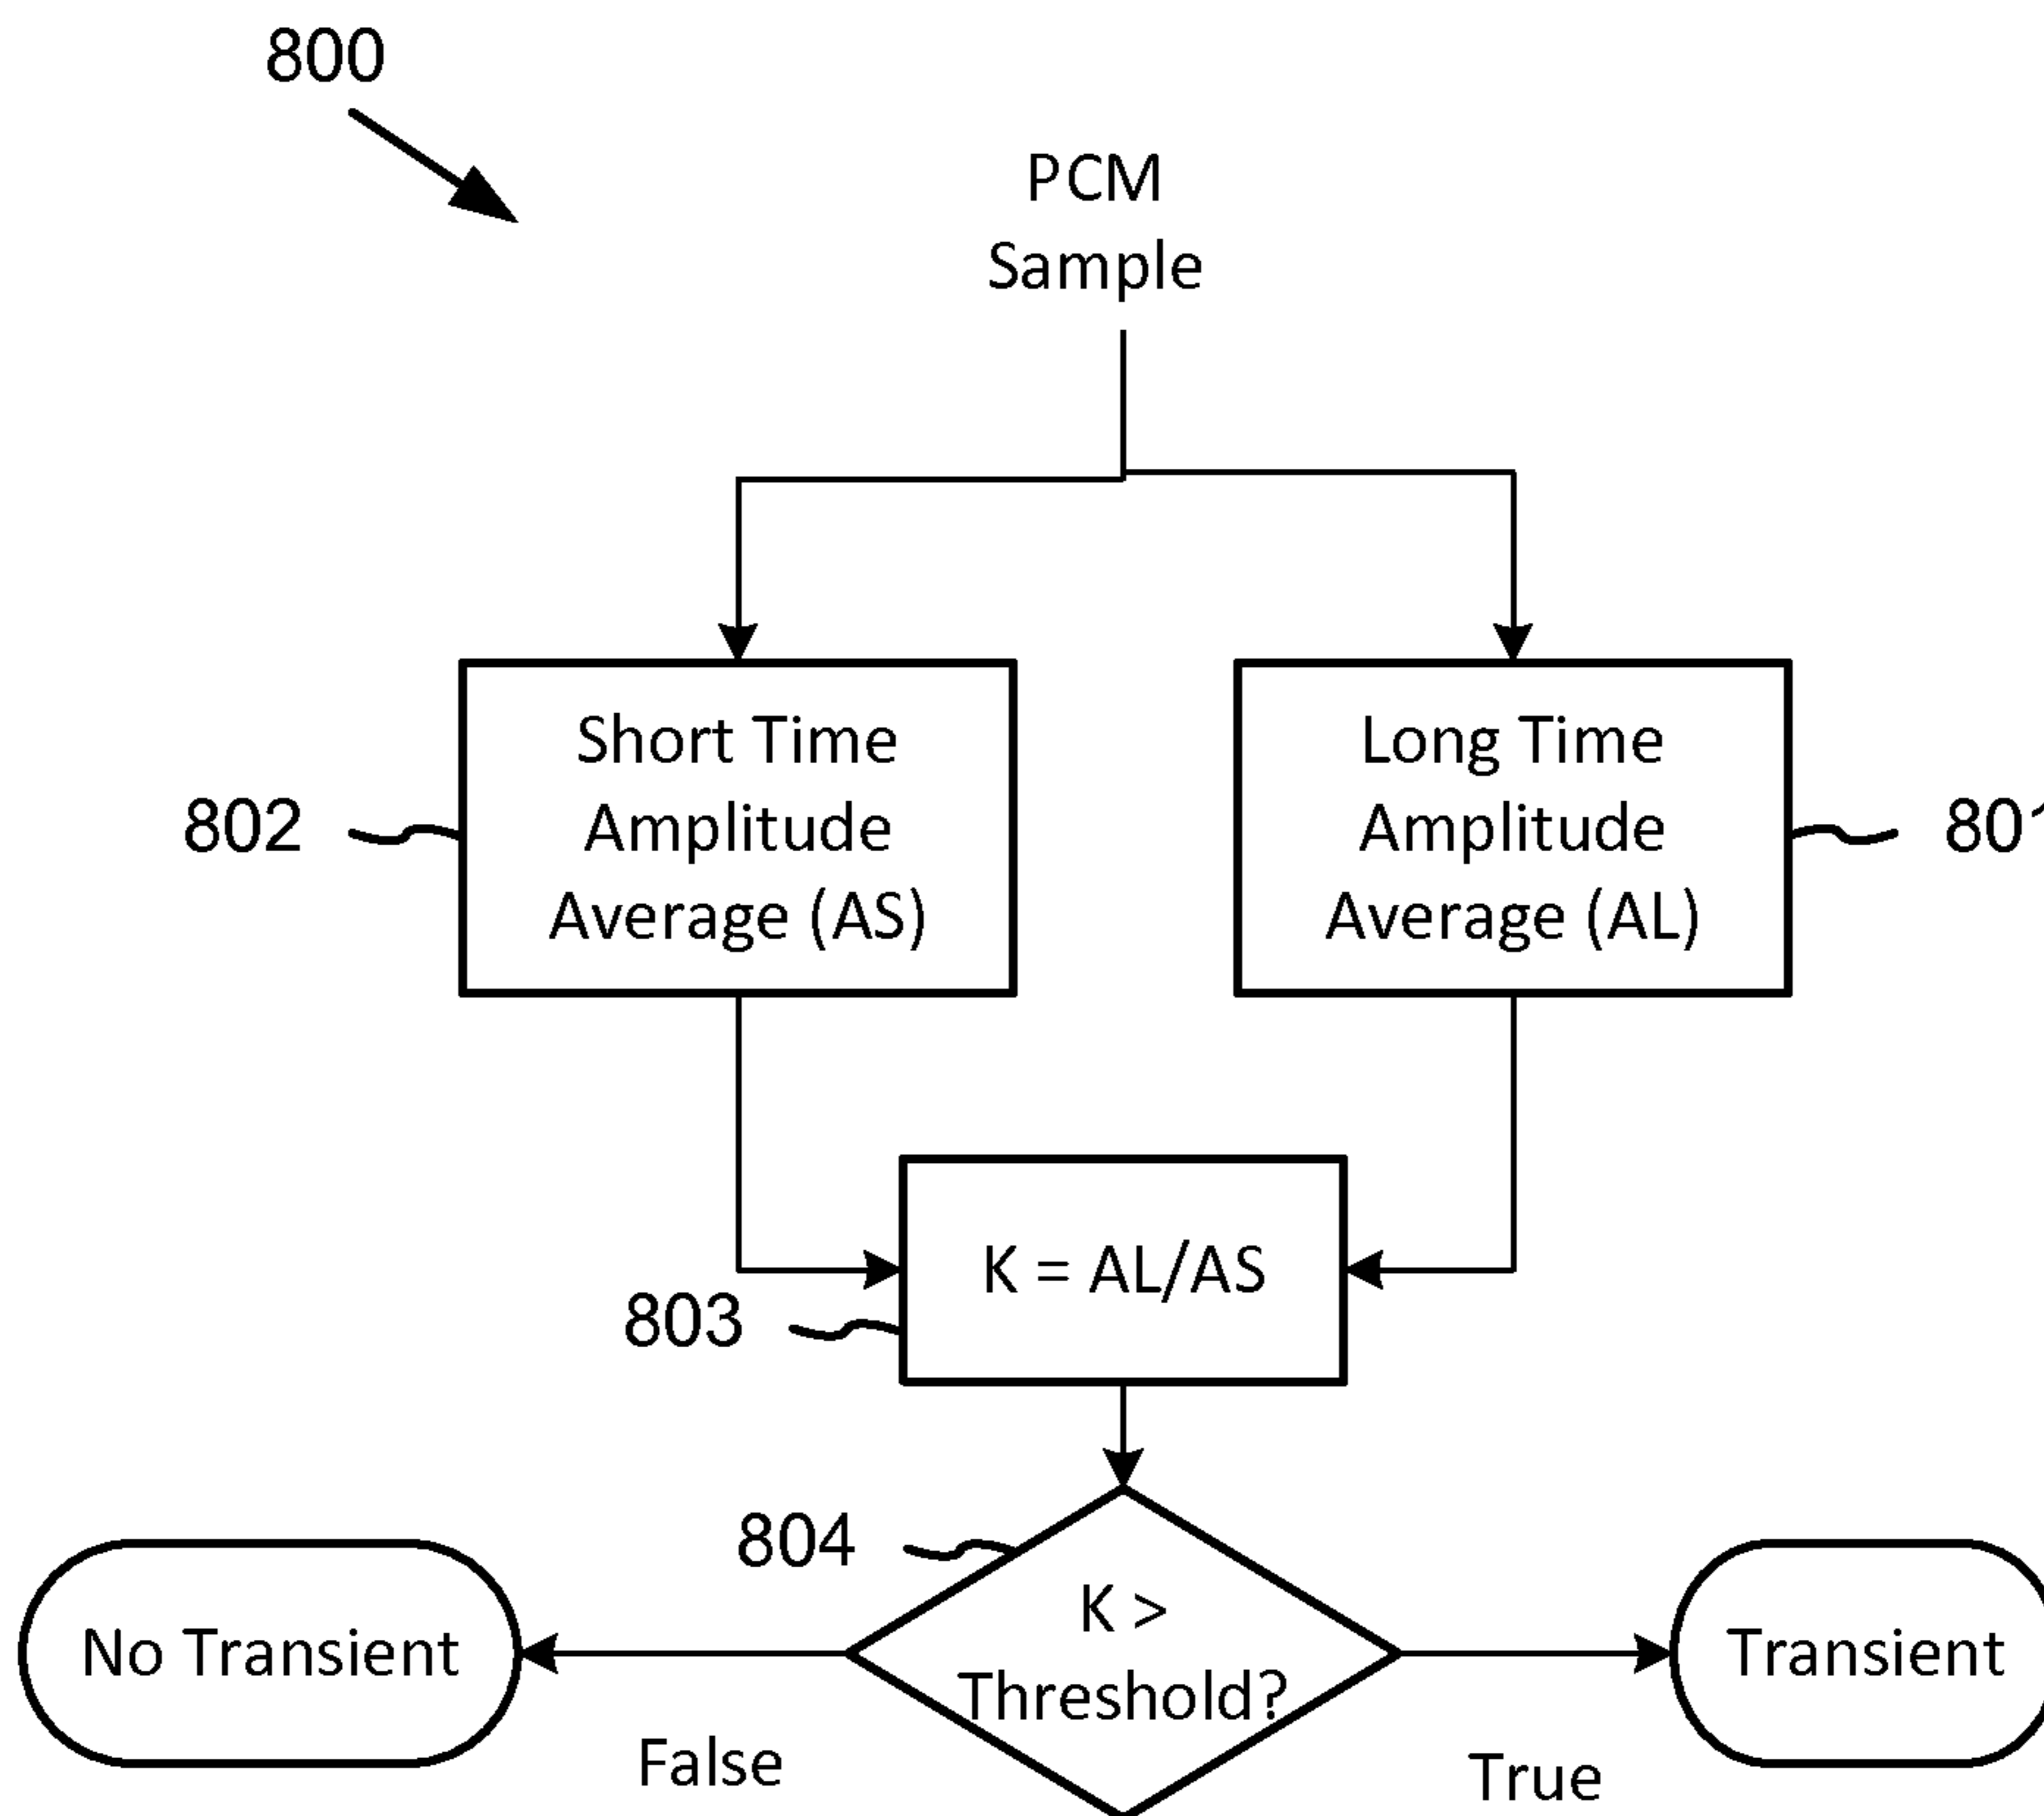 800
PCM
Sample
Short Time
Amplitude
Average (AS)
802
Long Time
Amplitude
Average (AL)
801
K = AL/AS
803
804
K >
Threshold?
No Transient
False
Transient
True